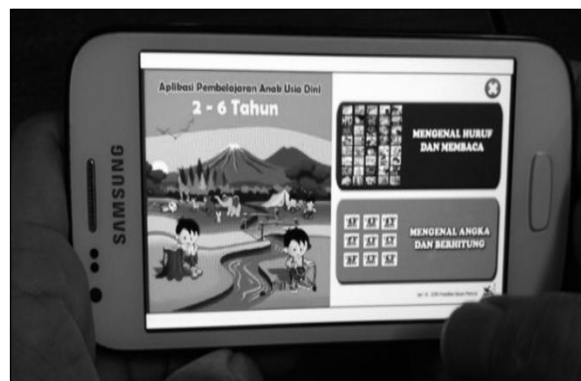 SAMSUNG
Aplikasi Pembelajaran Anak Usia Dini
2 - 6 Tahun
MENGENAL HURUF
DAN MEMBACA
MENGENAL ANGKA
DAN BERHITUNG